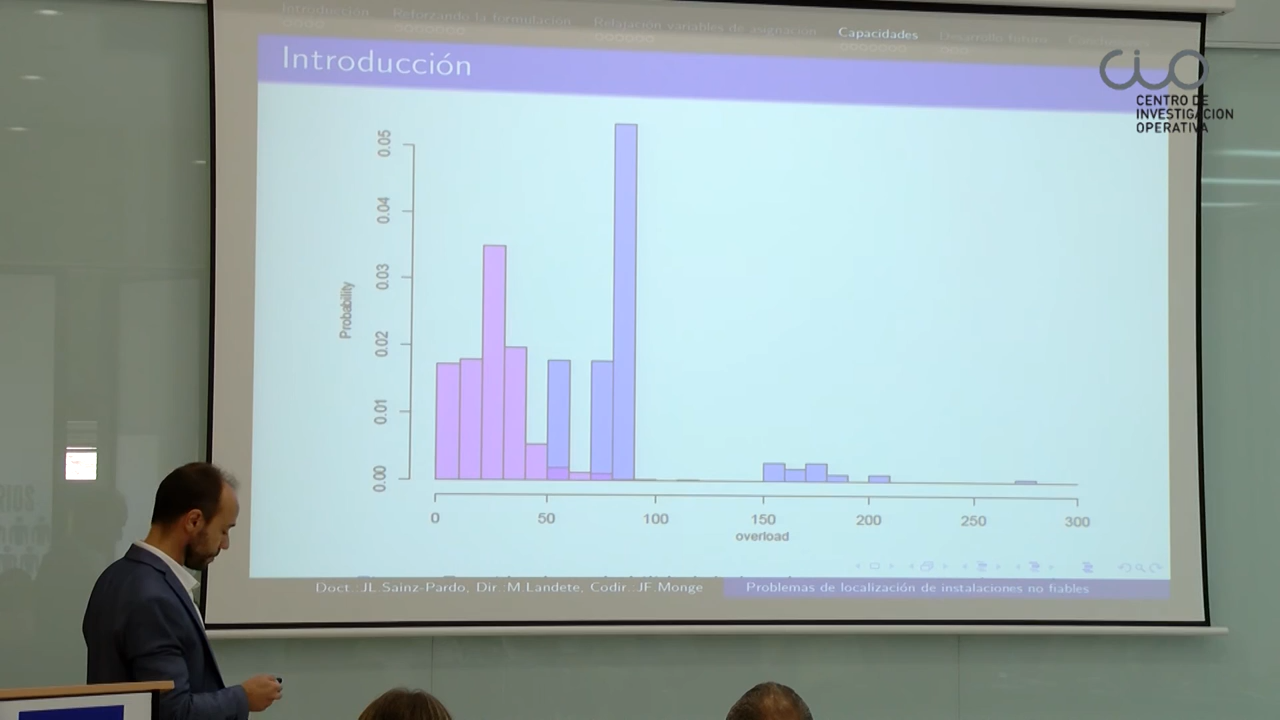 Introducción Reforzando la formulación Relajación variables de asignación Capacidades Desarrollo futuro
Introducción
CIO
CENTRO DE
INVESTIGACION
OPERATIVA
0.05
0.04
0.03
0.02
0.01
0.00
Probability
0 50 100 150 200 250 300
overload
Doct.:JL.Sainz-Pardo, Dir.:M.Landete, Codir.:JF.Monge Problemas de localización de instalaciones no fiables